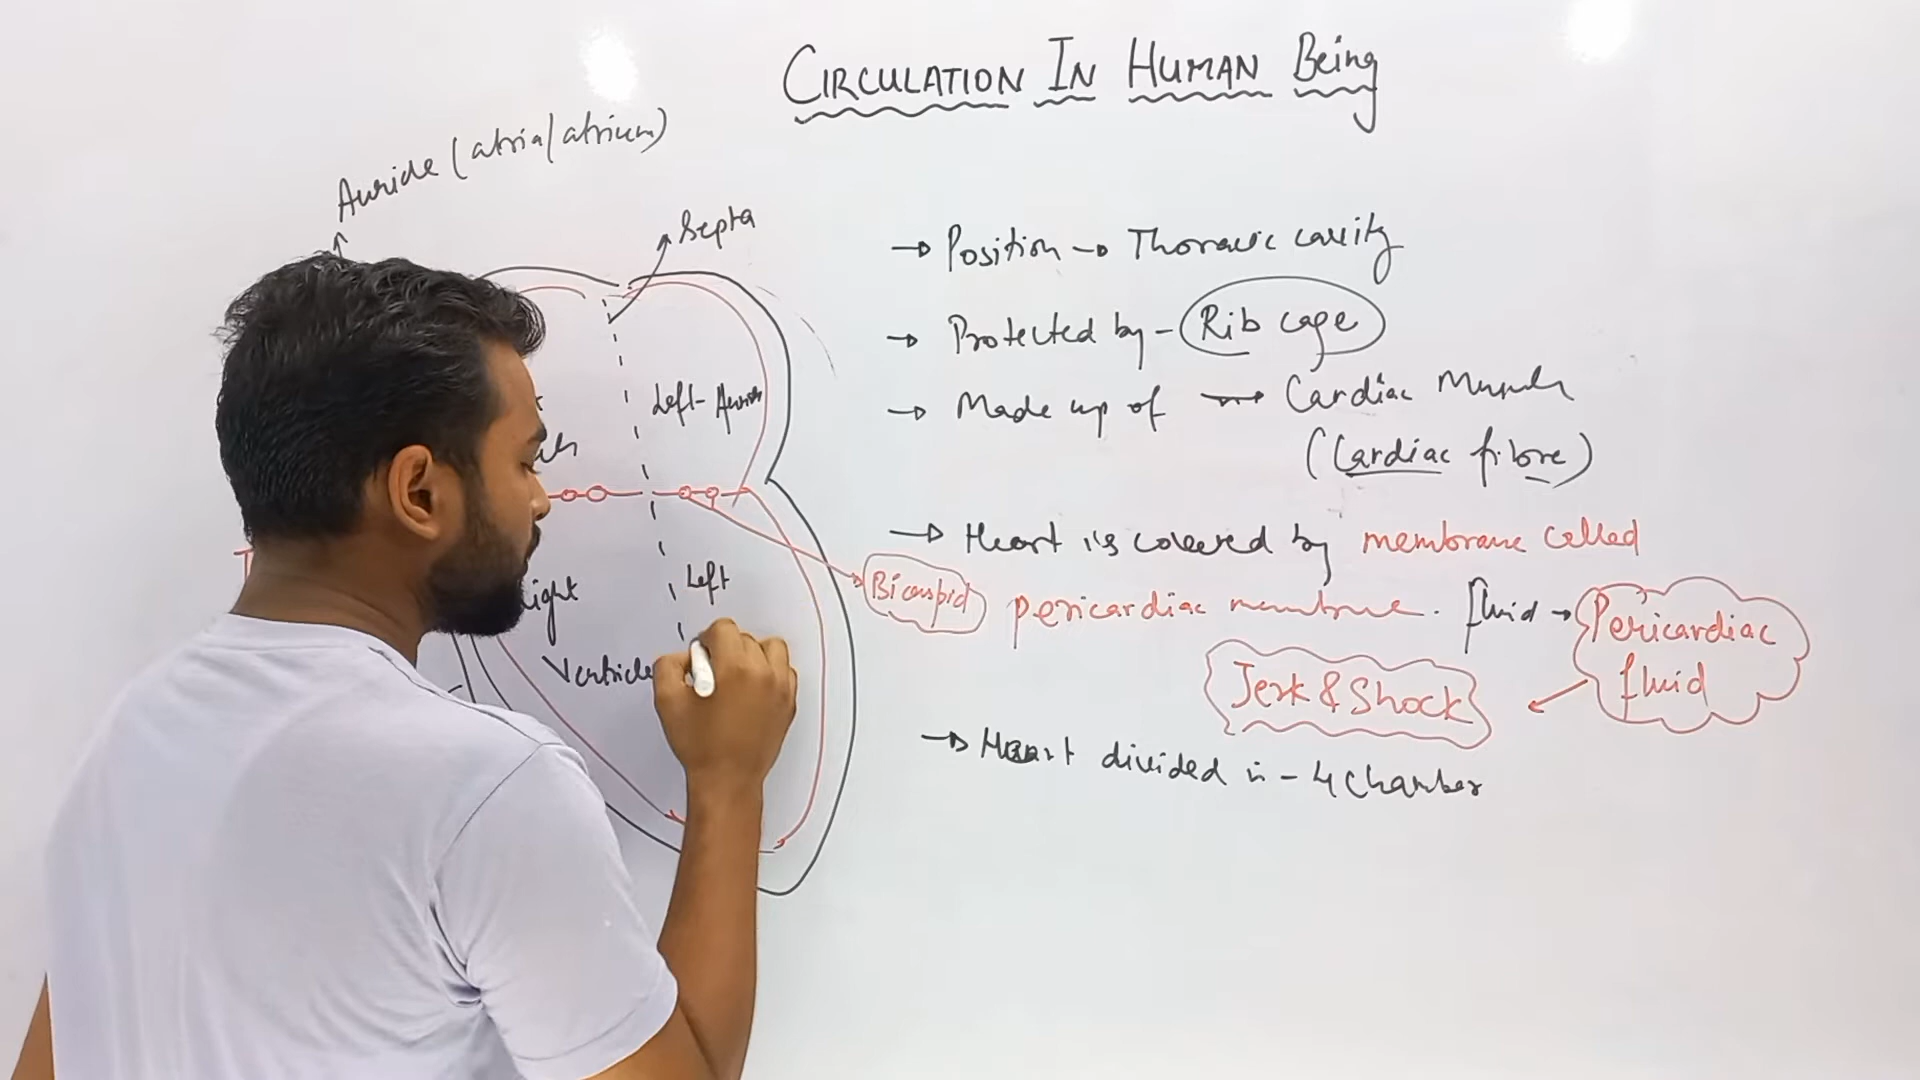 CIRCULATION IN HUMAN Being
Auricle (atria/atrium)
Septa
→ Position → Thoracic cavity
→ Protected by - Rib cage
→ Made up of → Cardiac Muscle
(Cardiac fibre)
Left - Auricle
→ Heart is covered by membrane called
Bicuspid pericardiac membrane. fluid → Pericardiac
fluid
Left
Right
Ventricle
Jerk & Shock
→ Heart divided in - 4 Chamber